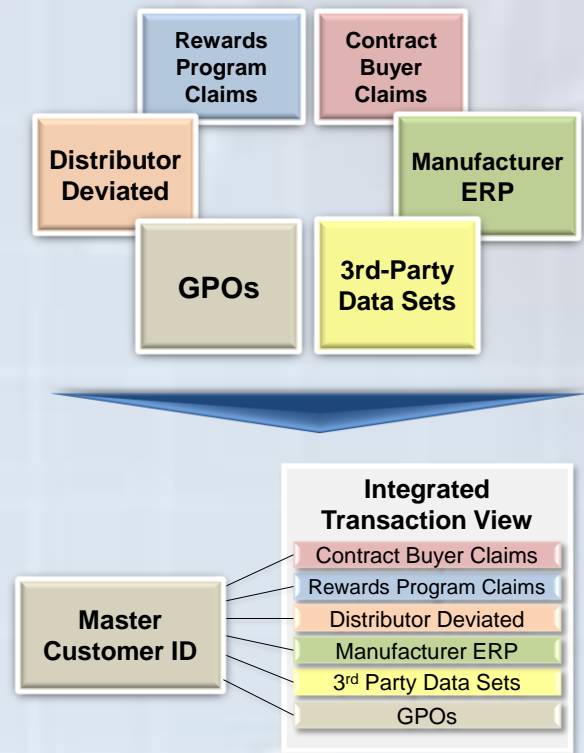 Rewards
Program
Claims
Contract
Buyer
Claims
Distributor
Deviated
Manufacturer
ERP
GPOs
3rd-Party
Data Sets
Integrated
Transaction View
Contract Buyer Claims
Rewards Program Claims
Distributor Deviated
Manufacturer ERP
3rd Party Data Sets
GPOs
Master
Customer ID